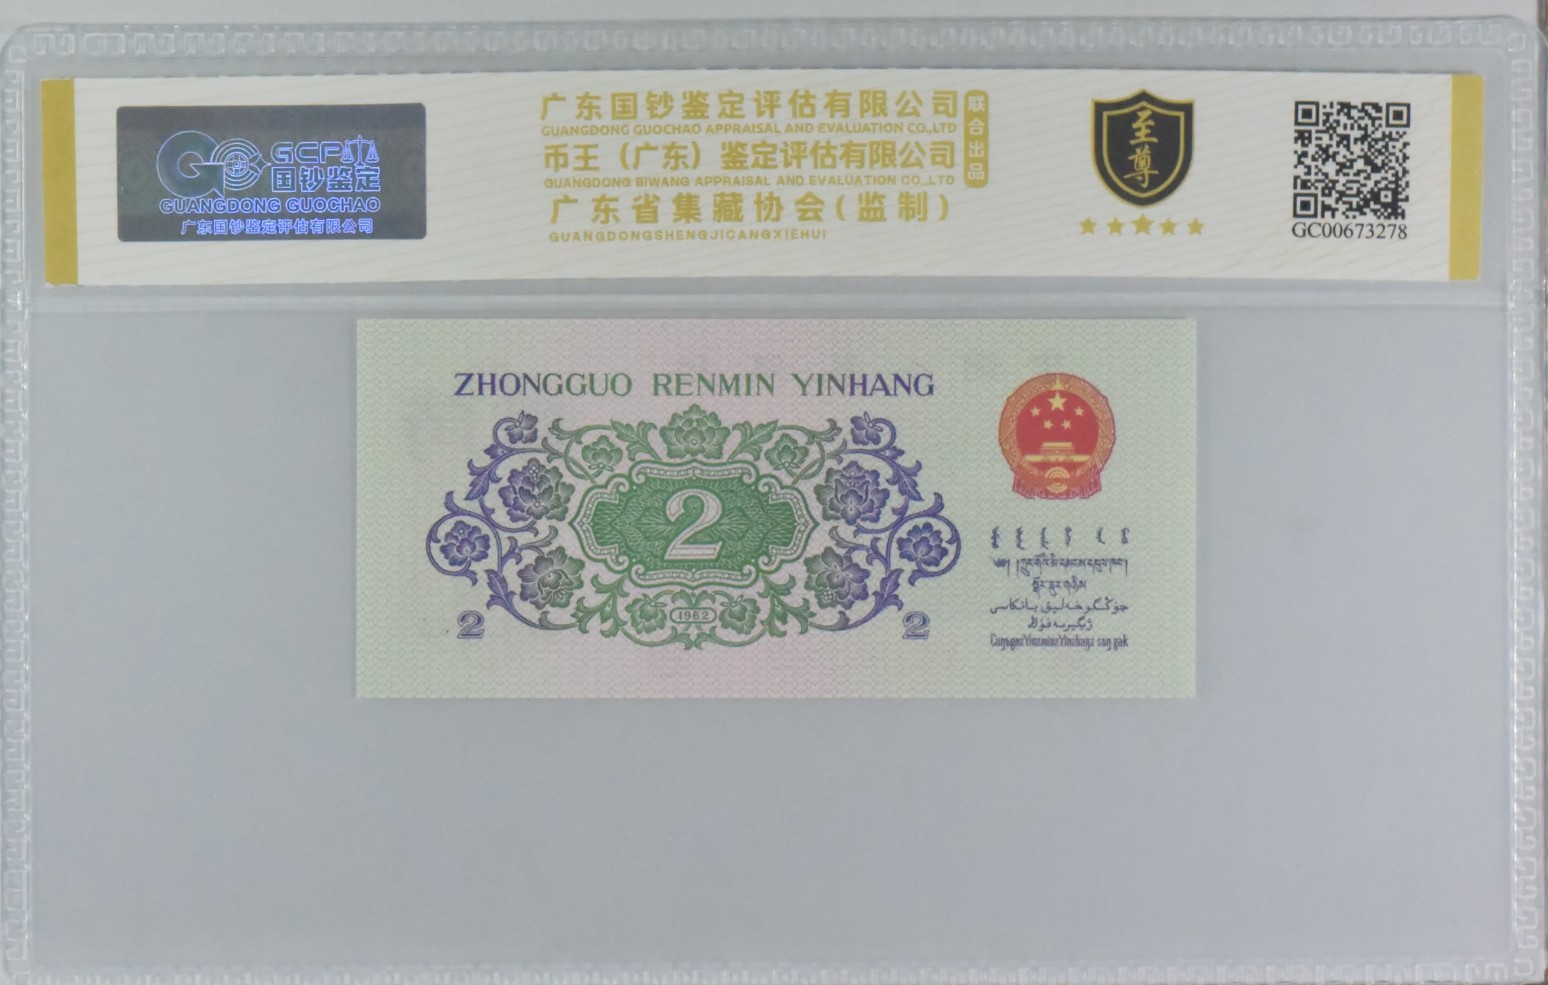 GCP
国钞鉴定
GUANGDONG GUOCHAO
广东国钞鉴定评估有限公司
广东国钞鉴定评估有限公司
GUANGDONG GUOCHAO APPRAISAL AND EVALUATION CO.,LTD
币王（广东）鉴定评估有限公司
GUANGDONG BIWANG APPRAISAL AND EVALUATION CO.,LTD
广东省集藏协会(监制)
GUANGDONGSHENGJICANGXIEHUI
联合出品
至尊
GC00673278
ZHONGGUO RENMIN YINHANG
2
1962
2
2